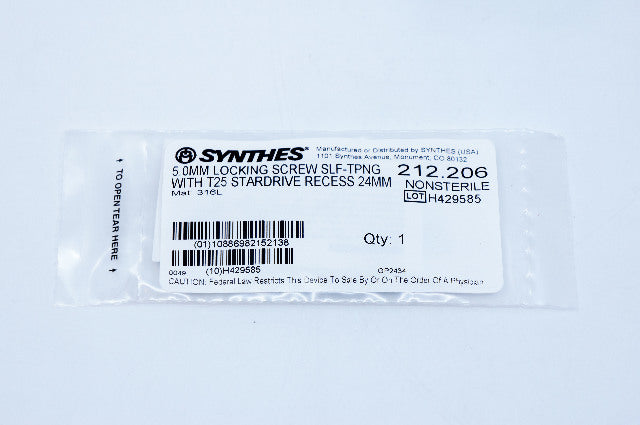 SYNTHES®
Manufactured or Distributed by SYNTHES (USA)
1101 Synthes Avenue, Monument, CO 80132
5.0MM LOCKING SCREW SLF-TPNG
WITH T25 STARDRIVE RECESS 24MM
Mat. 316L
212.206
NONSTERILE
LOT H429585
(01)10886982152138
Qty: 1
(10)H429585
0049
GP2434
CAUTION: Federal Law Restricts This Device To Sale By Or On The Order Of A Physician
↑ TO OPEN TEAR HERE ↑